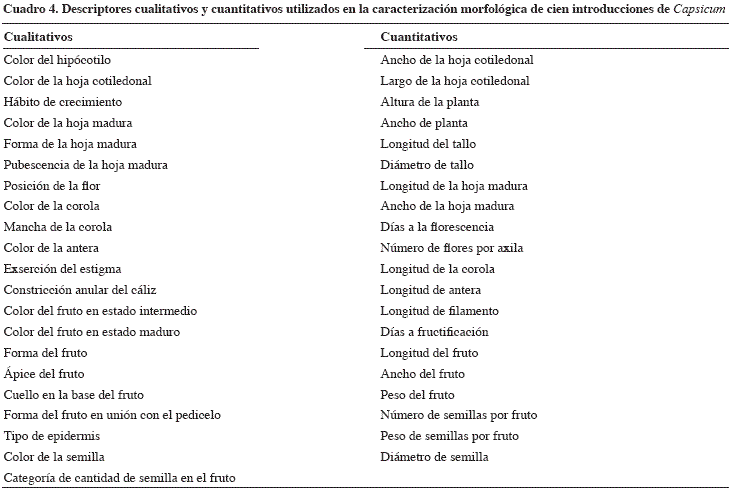 Cuadro 4. Descriptores cualitativos y cuantitativos utilizados en la caracterización morfológica de cien introducciones de Capsicum
Cualitativos Cuantitativos
Color del hipócotilo Ancho de la hoja cotiledonal
Color de la hoja cotiledonal Largo de la hoja cotiledonal
Hábito de crecimiento Altura de la planta
Color de la hoja madura Ancho de planta
Forma de la hoja madura Longitud del tallo
Pubescencia de la hoja madura Diámetro de tallo
Posición de la flor Longitud de la hoja madura
Color de la corola Ancho de la hoja madura
Mancha de la corola Días a la florescencia
Color de la antera Número de flores por axila
Exserción del estigma Longitud de la corola
Constricción anular del cáliz Longitud de antera
Color del fruto en estado intermedio Longitud de filamento
Color del fruto en estado maduro Días a fructificación
Forma del fruto Longitud del fruto
Ápice del fruto Ancho del fruto
Cuello en la base del fruto Peso del fruto
Forma del fruto en unión con el pedicelo Número de semillas por fruto
Tipo de epidermis Peso de semillas por fruto
Color de la semilla Diámetro de semilla
Categoría de cantidad de semilla en el fruto